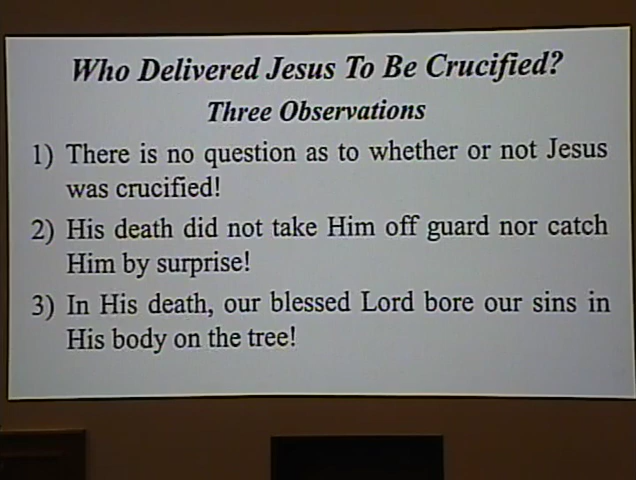 Who Delivered Jesus To Be Crucified?
Three Observations
1) There is no question as to whether or not Jesus
was crucified!
2) His death did not take Him off guard nor catch
Him by surprise!
3) In His death, our blessed Lord bore our sins in
His body on the tree!